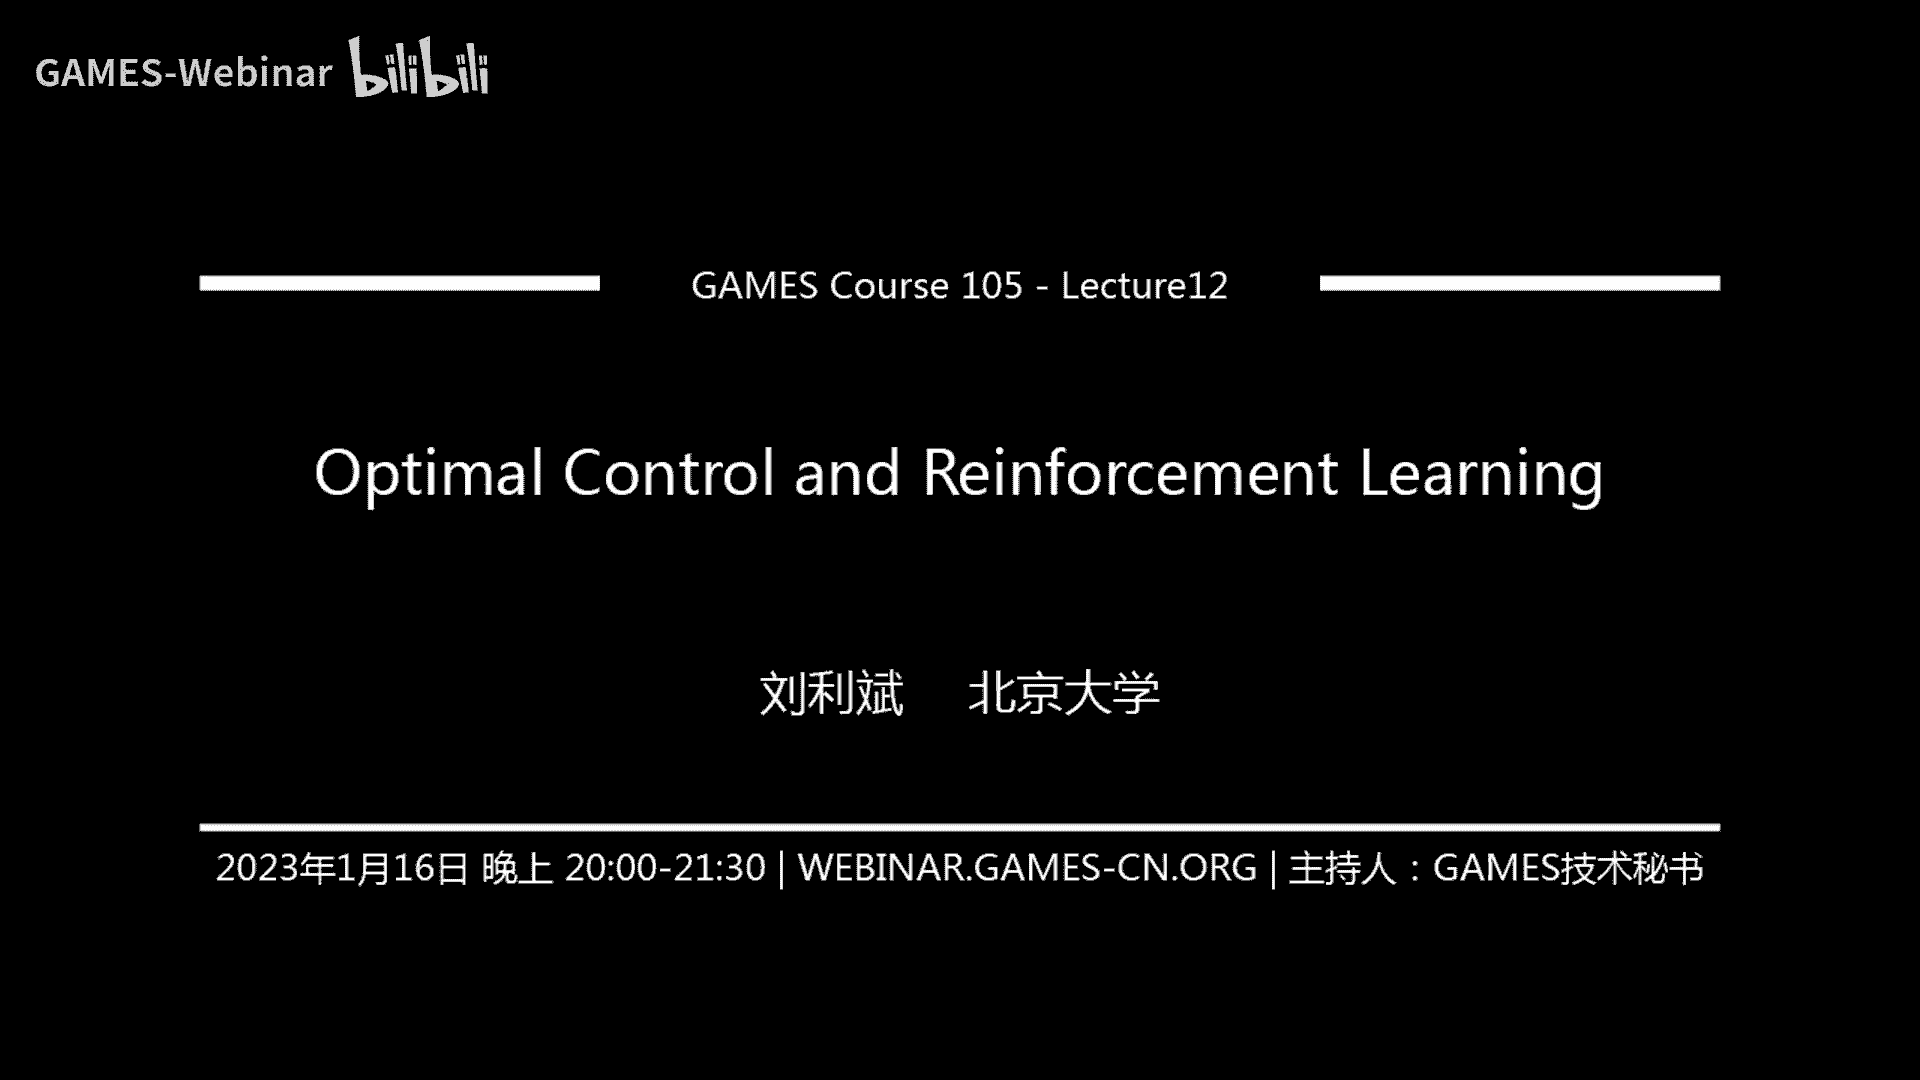 GAMES-Webinar bilibili
GAMES Course 105 - Lecture12
Optimal Control and Reinforcement Learning
刘利斌 北京大学
2023年1月16日 晚上 20:00-21:30 | WEBINAR.GAMES-CN.ORG | 主持人：GAMES技术秘书